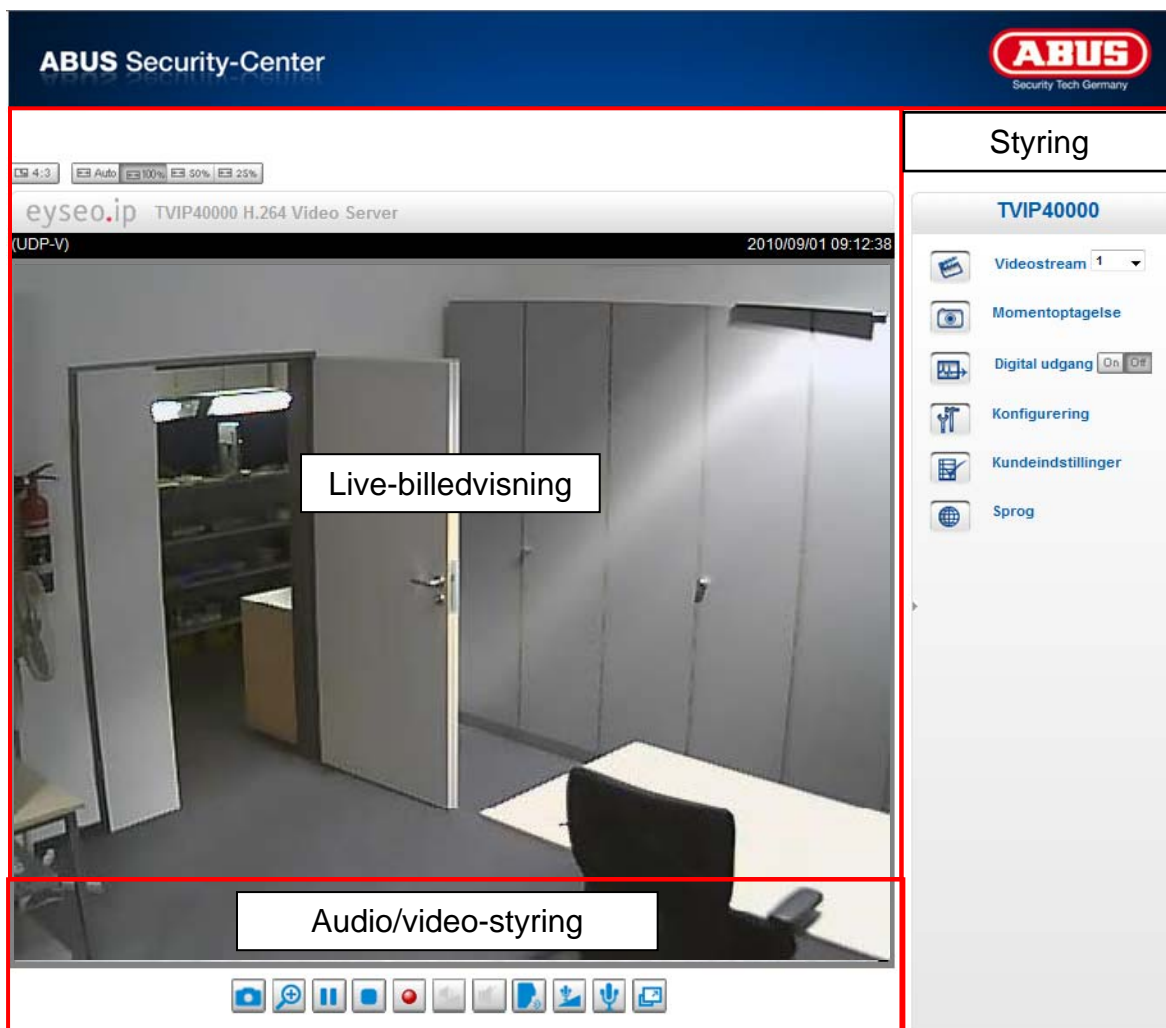 ABUS Security-Center
ABUS
Security Tech Germany
Styring
4:3 Auto 100% 50% 25%
eyseo.ip TVIP40000 H.264 Video Server
(UDP-V) 2010/09/01 09:12:38
Live-billedvisning
Audio/video-styring
TVIP40000
Videostream 1
Momentoptagelse
Digital udgang On Off
Konfigurering
Kundeindstillinger
Sprog